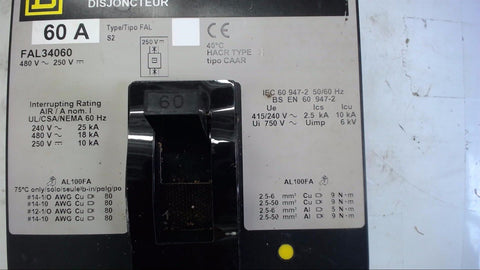 DISJONCTEUR
60 A
Type/Tipo FAL
S2
FAL34060
480 V ~ 250 V ⎓
250 V ⎓
CE
40°C
HACR TYPE
tipo CAAR
60
Interrupting Rating
AIR / A nom. I
UL/CSA/NEMA 60 Hz
240 V ~ 25 kA
480 V ~ 18 kA
250 V ⎓ 10 kA
AL100FA
75°C only/solo/seule/b-in/pelg/po
#14-1/O AWG Cu 80
#14-10 AWG Cu 80
#12-1/O AWG Al 80
#14-10 AWG Cu 80
IEC 60 947-2 50/60 Hz
BS EN 60 947-2
Ue Ics Icu
415/240 V ~ 2.5 kA 10 kA
Ui 750 V ~ Uimp 6 kV
AL100FA
2.5-6 mm² Cu 9 N·m
2.5-50 mm² Cu 9 N·m
2.5-6 mm² Al 5 N·m
2.5-50 mm² Al 9 N·m